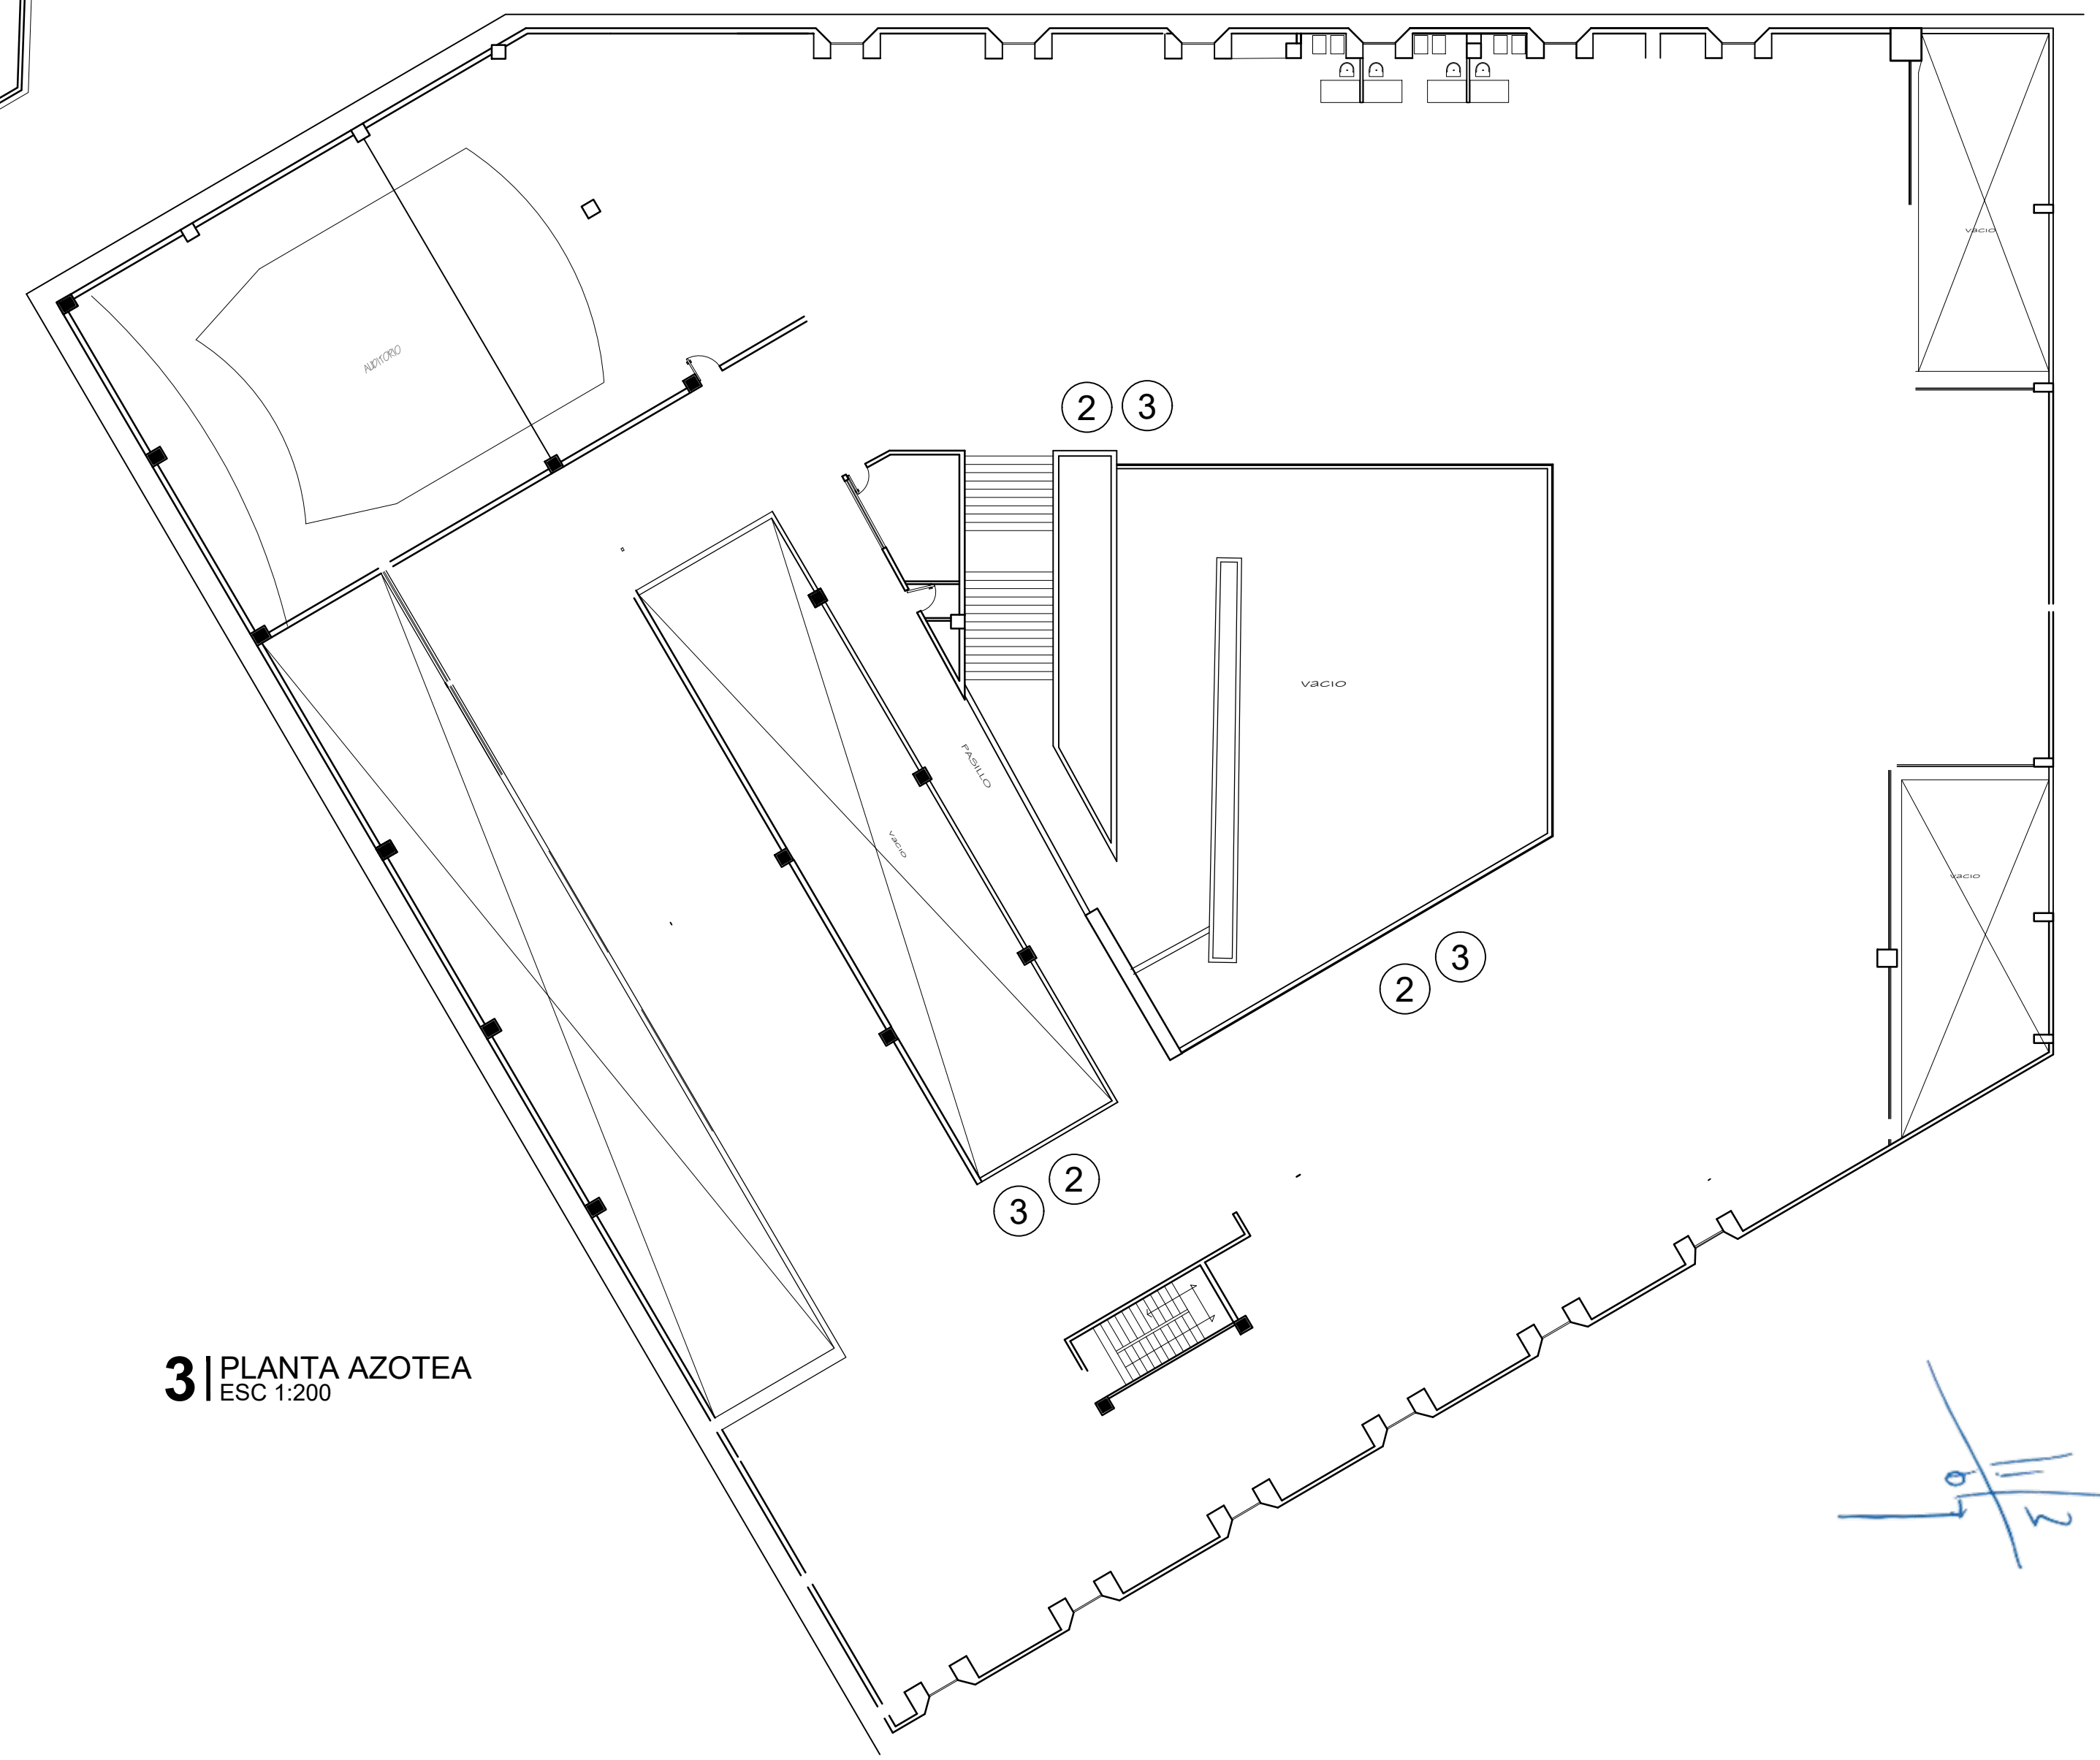 vacio
AUDITORIO
2 3
vacio
PASILLO
vacio
vacio
3
2
2
3
3 PLANTA AZOTEA
ESC 1:200